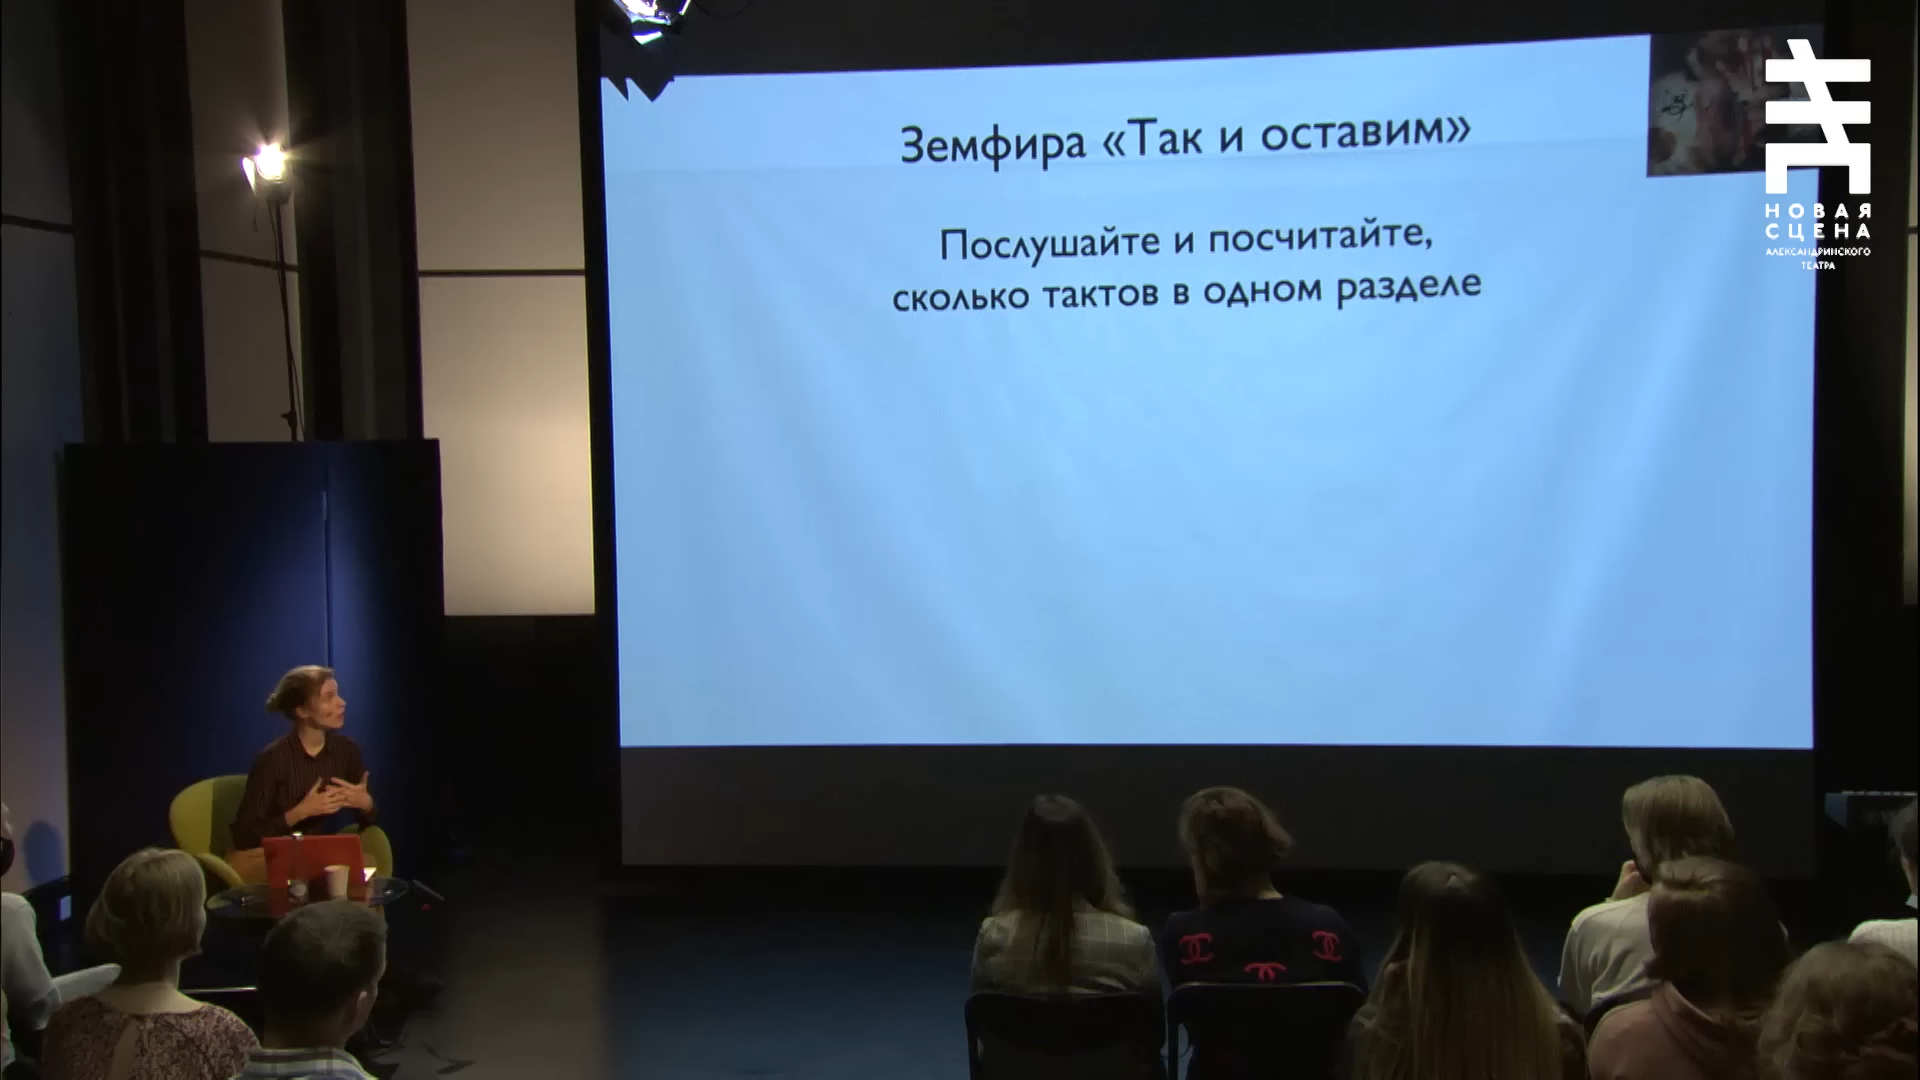 Земфира «Так и оставим»
Послушайте и посчитайте,
сколько тактов в одном разделе
НОВАЯ
СЦЕНА
АЛЕКСАНДРИНСКОГО
ТЕАТРА